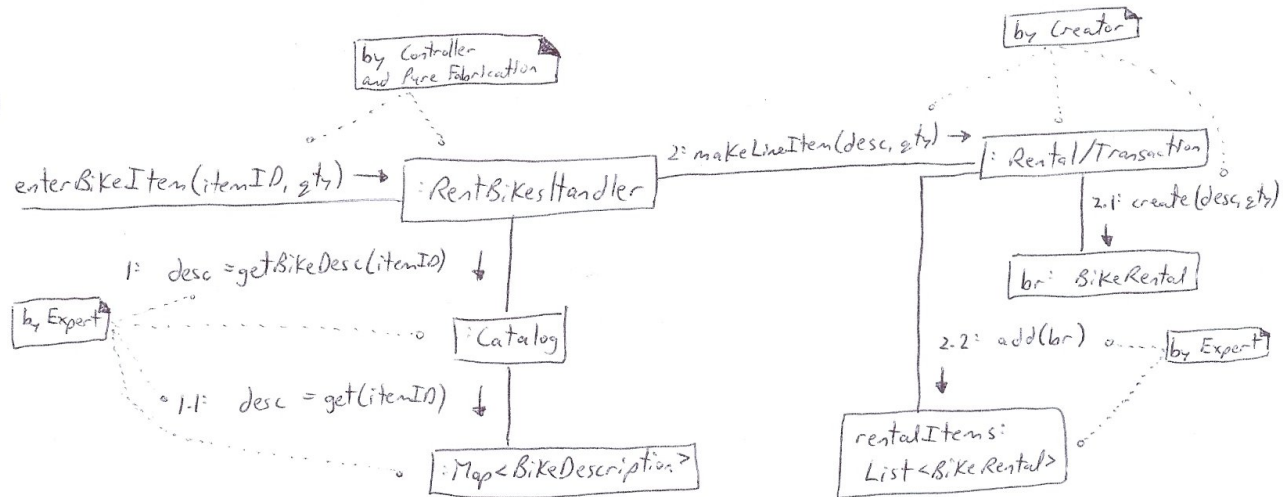 by Creator
by Controller
and Pure Fabrication
2: makeLineItem(desc, qty) →
: Rental/Transaction
enterBikeItem(itemID, qty) →
:RentBikesHandler
2.1: create(desc, qty)
1: desc = getBikeDesc(itemID)
br: BikeRental
by Expert
:Catalog
2.2: add(br)
by Expert
1.1: desc = get(itemID)
rentalItems:
List<BikeRental>
:Map<BikeDescription>